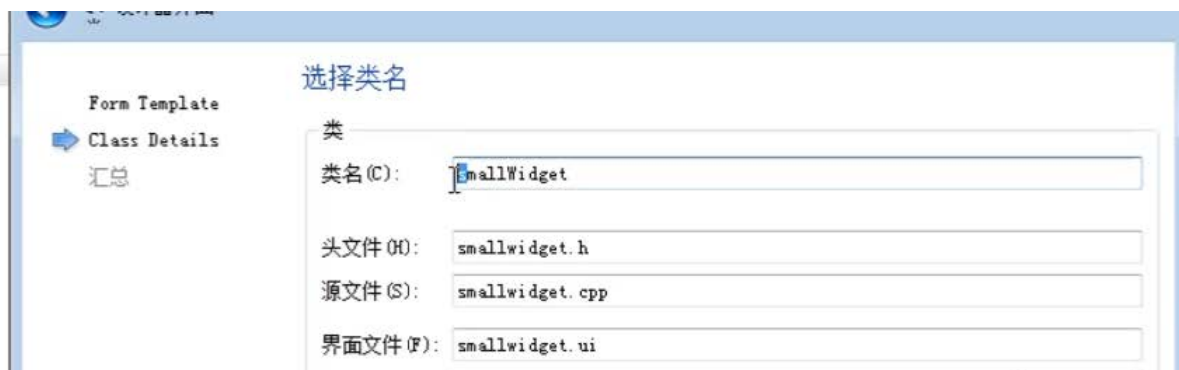 选择类名
Form Template
Class Details
汇总
类
类名(C):
smallWidget
头文件(H):
smallwidget.h
源文件(S):
smallwidget.cpp
界面文件(F):
smallwidget.ui